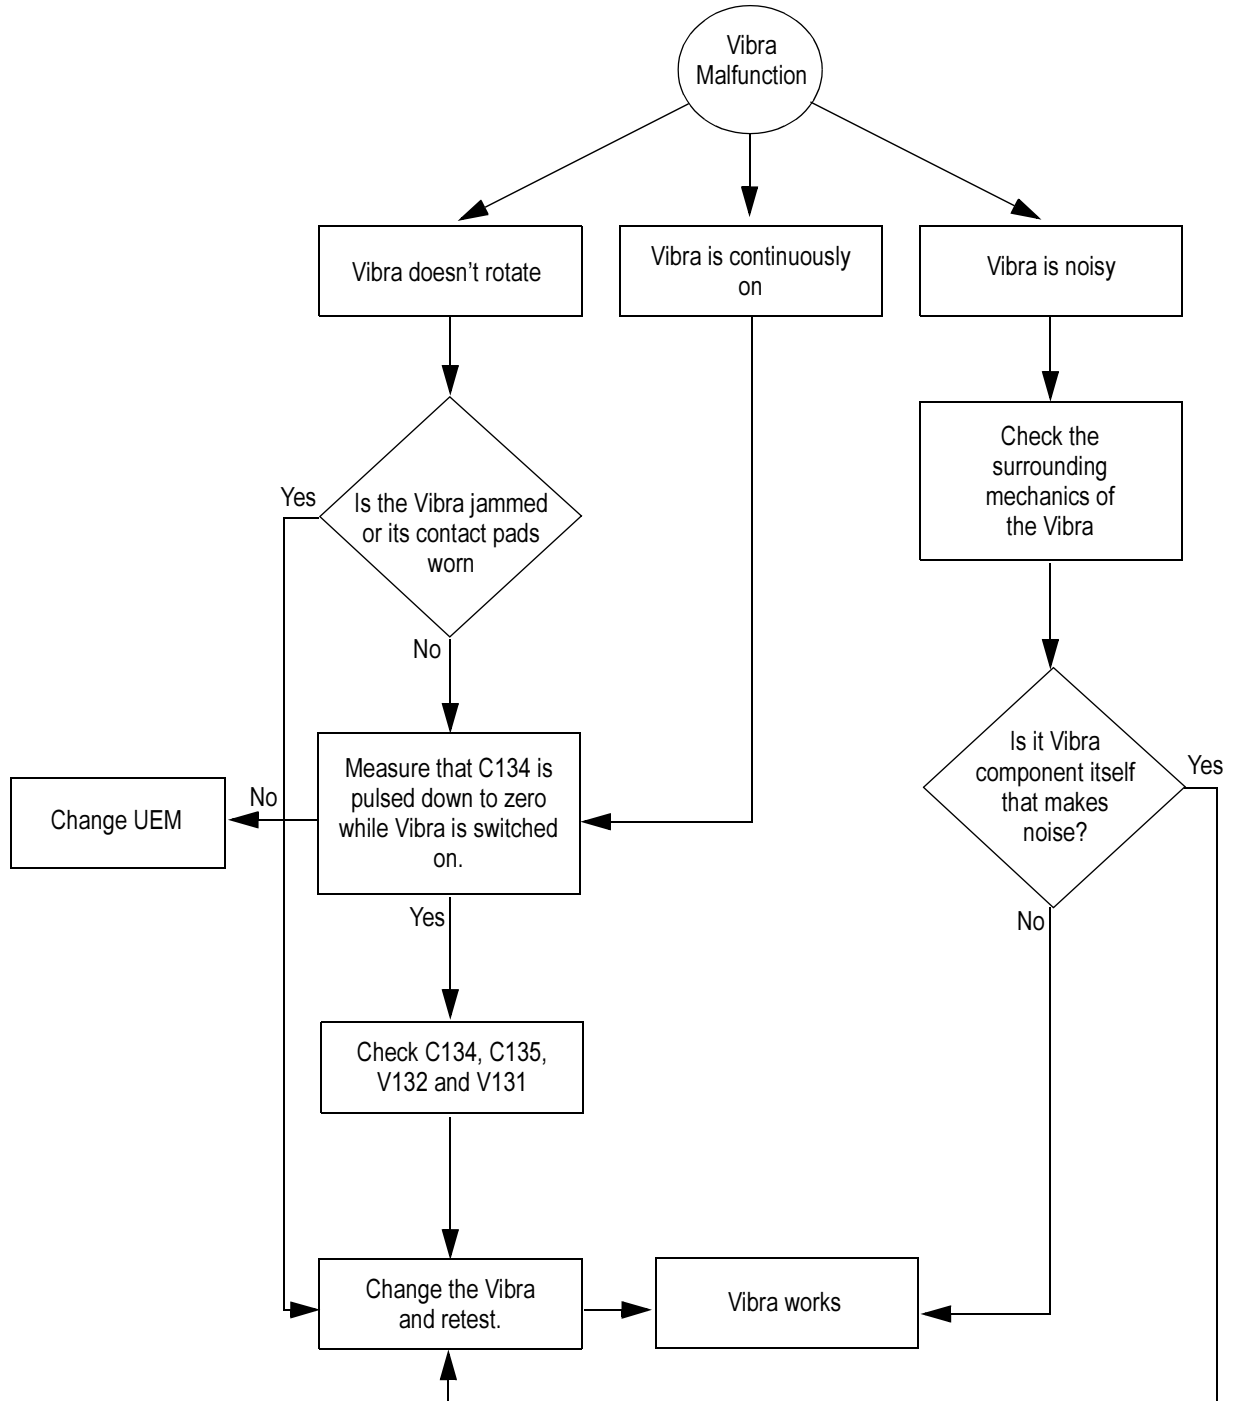 Vibra
Malfunction
Vibra doesn’t rotate
Vibra is continuously
on
Vibra is noisy
Check the
surrounding
mechanics of
the Vibra
Yes
Is the Vibra jammed
or its contact pads
worn
No
Is it Vibra
component itself
that makes
noise?
Yes
No
Measure that C134 is
pulsed down to zero
while Vibra is switched
on.
No
Change UEM
Yes
Check C134, C135,
V132 and V131
Change the Vibra
and retest.
Vibra works